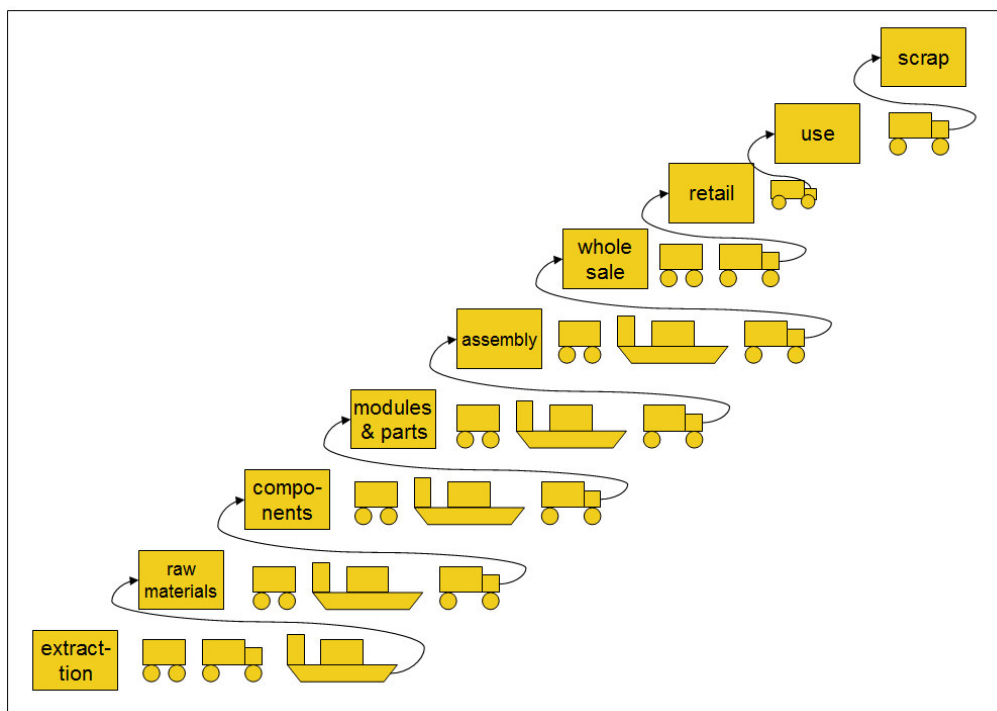 scrap
use
retail
whole
sale
assembly
modules
& parts
compo-
nents
raw
materials
extract-
tion